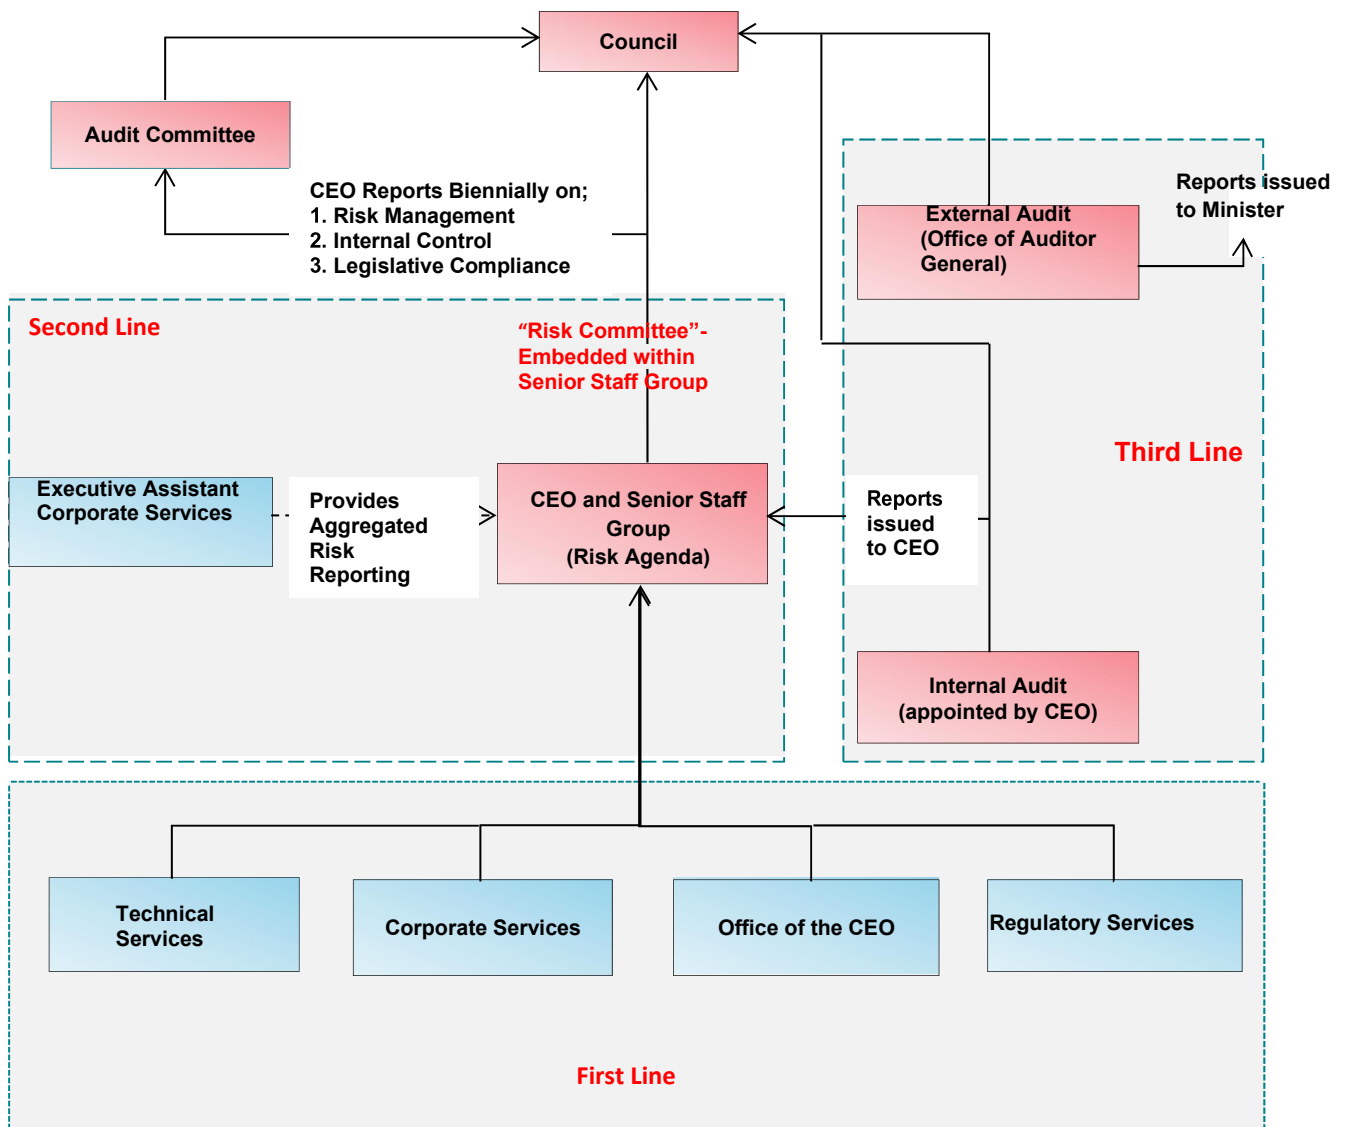 Council
Audit Committee
CEO Reports Biennially on;
1. Risk Management
2. Internal Control
3. Legislative Compliance
Reports issued
to Minister
External Audit
(Office of Auditor
General)
Second Line
“Risk Committee”-
Embedded within
Senior Staff Group
Third Line
Executive Assistant
Corporate Services
Provides
Aggregated
Risk
Reporting
CEO and Senior Staff
Group
(Risk Agenda)
Reports
issued
to CEO
Internal Audit
(appointed by CEO)
Technical
Services
Corporate Services
Office of the CEO
Regulatory Services
First Line